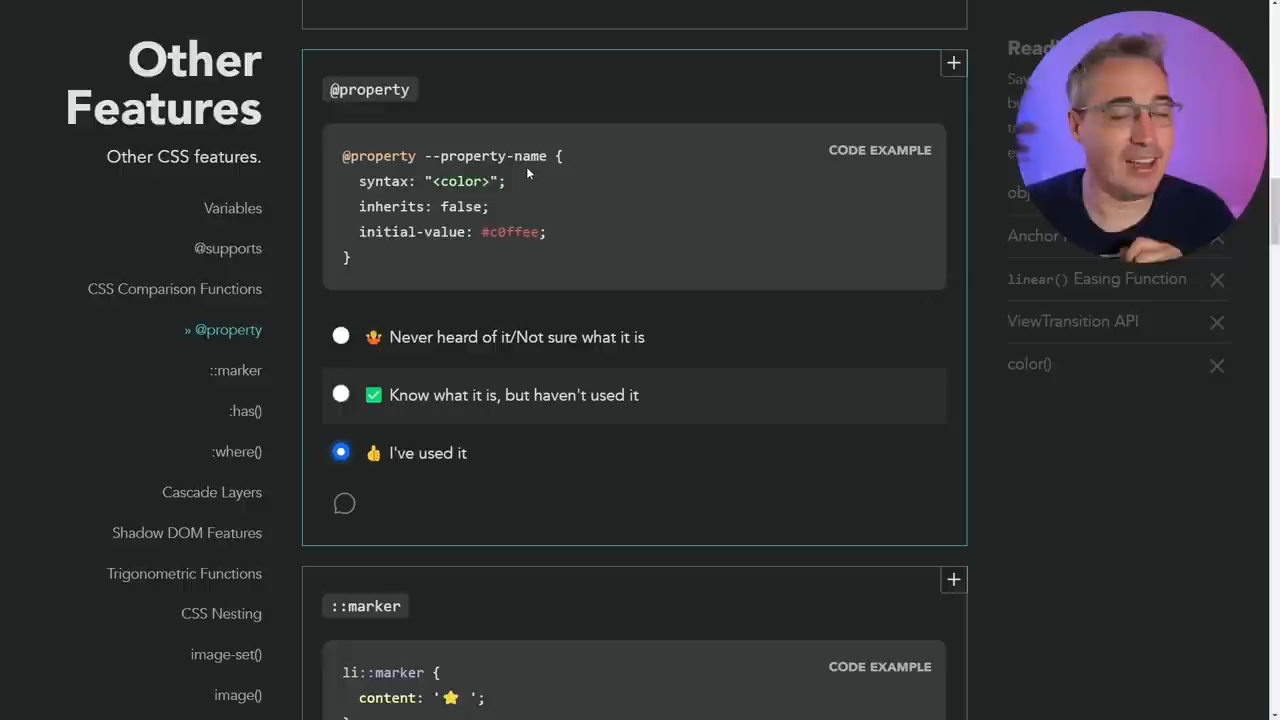 Other
Features
Other CSS features.
Variables
@supports
CSS Comparison Functions
» @property
::marker
:has()
:where()
Cascade Layers
Shadow DOM Features
Trigonometric Functions
CSS Nesting
image-set()
image()
+
@property
CODE EXAMPLE
@property --property-name {
syntax: "<color>";
inherits: false;
initial-value: #c0ffee;
}
🤷 Never heard of it/Not sure what it is
✅ Know what it is, but haven't used it
👍 I've used it
+
::marker
CODE EXAMPLE
li::marker {
content: '⭐ ';
Anchor
linear() Easing Function
ViewTransition API
color()